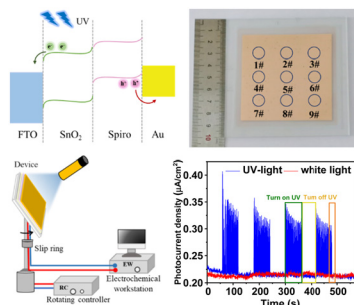 UV
e⁻ e⁻
h⁺ h⁺
FTO SnO₂ Spiro Au
1# 2# 3#
4# 5# 6#
7# 8# 9#
Device
Slip ring
EW
Electrochemical
workstation
RC
Rotating controller
UV-light white light
Turn on UV Turn off UV
0.40
0.35
0.30
0.25
0.20
Photocurrent density (μA/cm²)
0 100 200 300 400 500
Time (s)